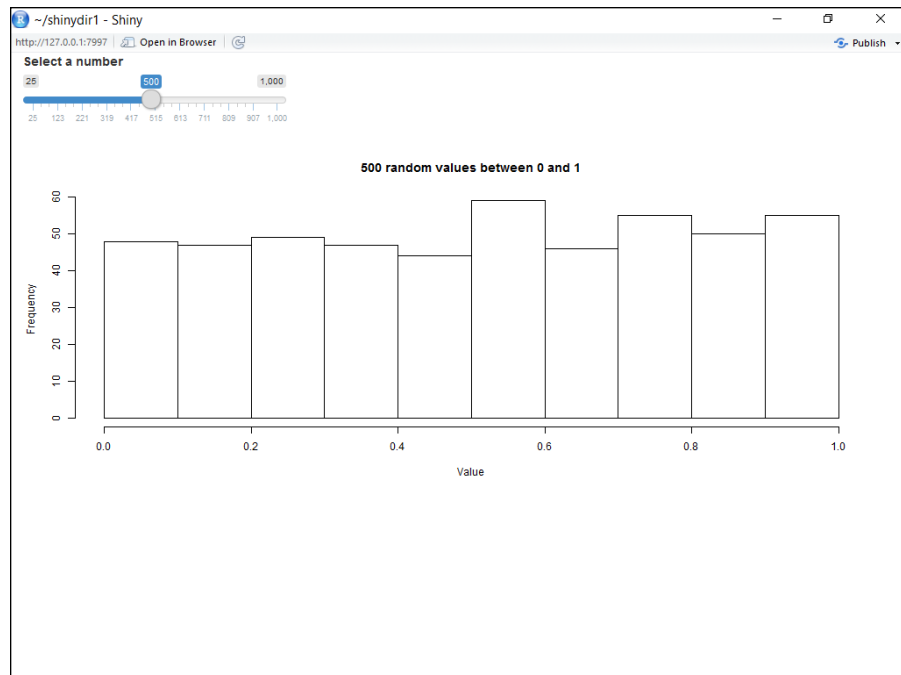 ~/shinydir1 - Shiny
http://127.0.0.1:7997 Open in Browser Publish
Select a number
25 500 1,000
25 123 221 319 417 515 613 711 809 907 1,000
500 random values between 0 and 1
Frequency
60
50
40
30
20
10
0
0.0 0.2 0.4 0.6 0.8 1.0
Value